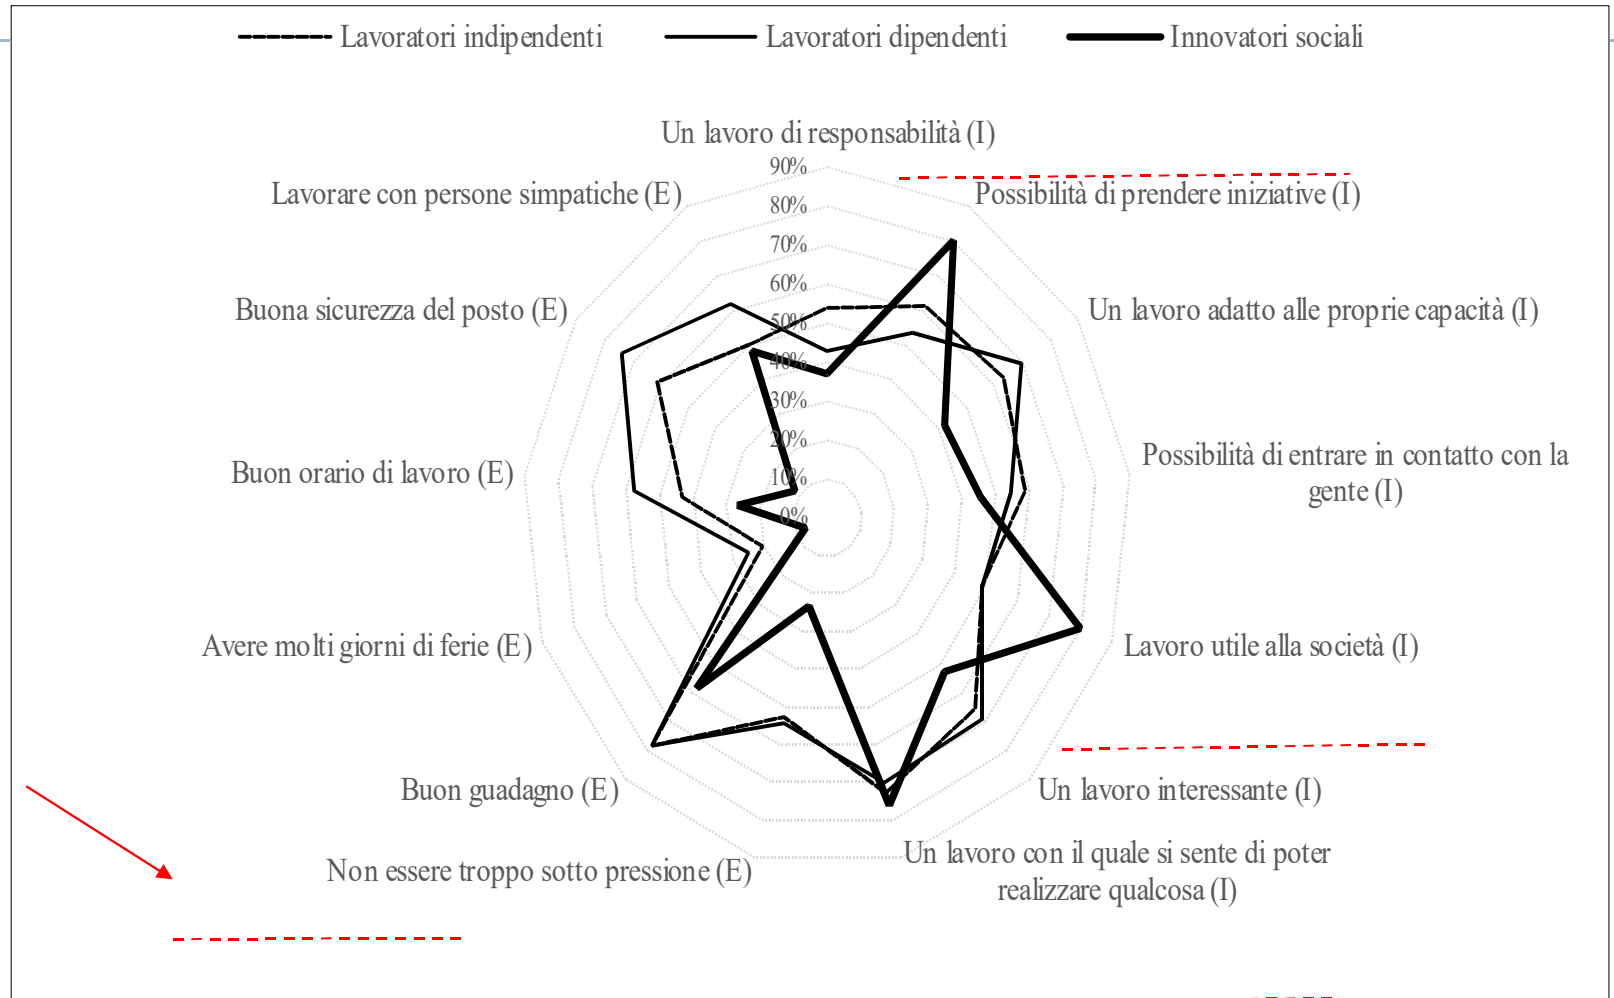 Lavoratori indipendenti
Lavoratori dipendenti
Innovatori sociali
Un lavoro di responsabilità (I)
Possibilità di prendere iniziative (I)
Un lavoro adatto alle proprie capacità (I)
Possibilità di entrare in contatto con la
gente (I)
Lavoro utile alla società (I)
Un lavoro interessante (I)
Un lavoro con il quale si sente di poter
realizzare qualcosa (I)
Non essere troppo sotto pressione (E)
Buon guadagno (E)
Avere molti giorni di ferie (E)
Buon orario di lavoro (E)
Buona sicurezza del posto (E)
Lavorare con persone simpatiche (E)
90%
80%
70%
60%
50%
40%
30%
20%
10%
0%